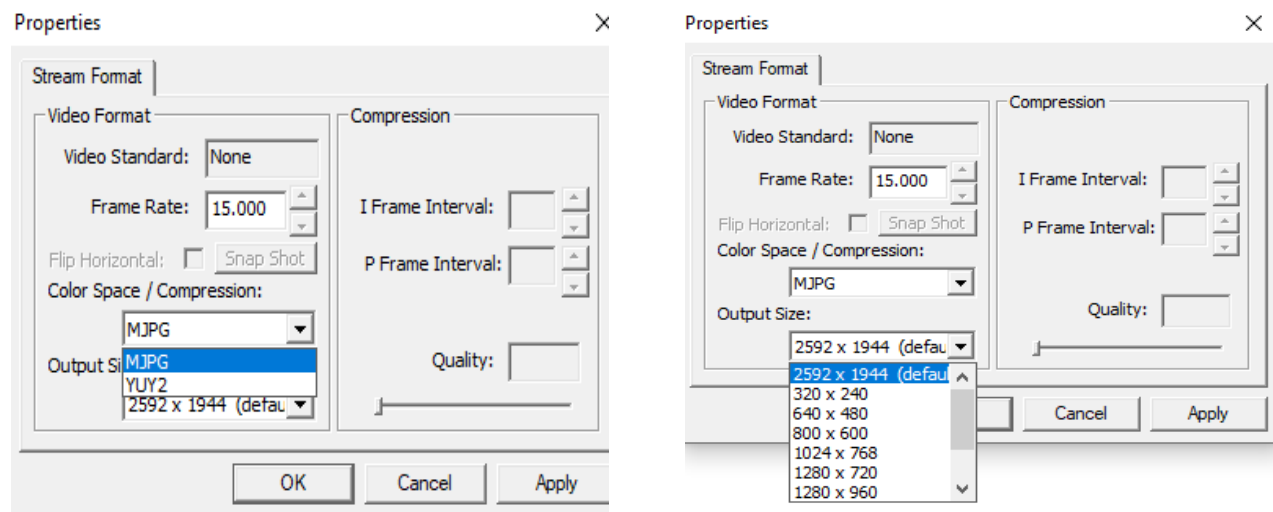 Properties
Stream Format
Video Format
Video Standard: None
Frame Rate: 15.000
Flip Horizontal: Snap Shot
Color Space / Compression:
MJPG
MJPG
YUY2
Output Si
2592 x 1944 (defau
Compression
I Frame Interval:
P Frame Interval:
Quality:
OK Cancel Apply
Properties
Stream Format
Video Format
Video Standard: None
Frame Rate: 15.000
Flip Horizontal: Snap Shot
Color Space / Compression:
MJPG
Output Size:
2592 x 1944 (defau
2592 x 1944 (defaul
320 x 240
640 x 480
800 x 600
1024 x 768
1280 x 720
1280 x 960
Compression
I Frame Interval:
P Frame Interval:
Quality:
Cancel Apply